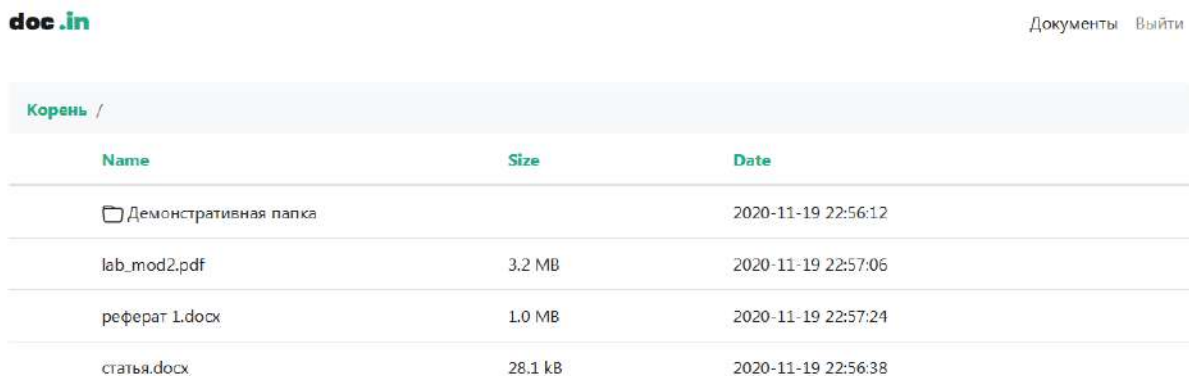 doc.in
Документы Выйти
Корень /
Name Size Date
Демонстративная папка 2020-11-19 22:56:12
lab_mod2.pdf 3.2 MB 2020-11-19 22:57:06
реферат 1.docx 1.0 MB 2020-11-19 22:57:24
статья.docx 28.1 kB 2020-11-19 22:56:38